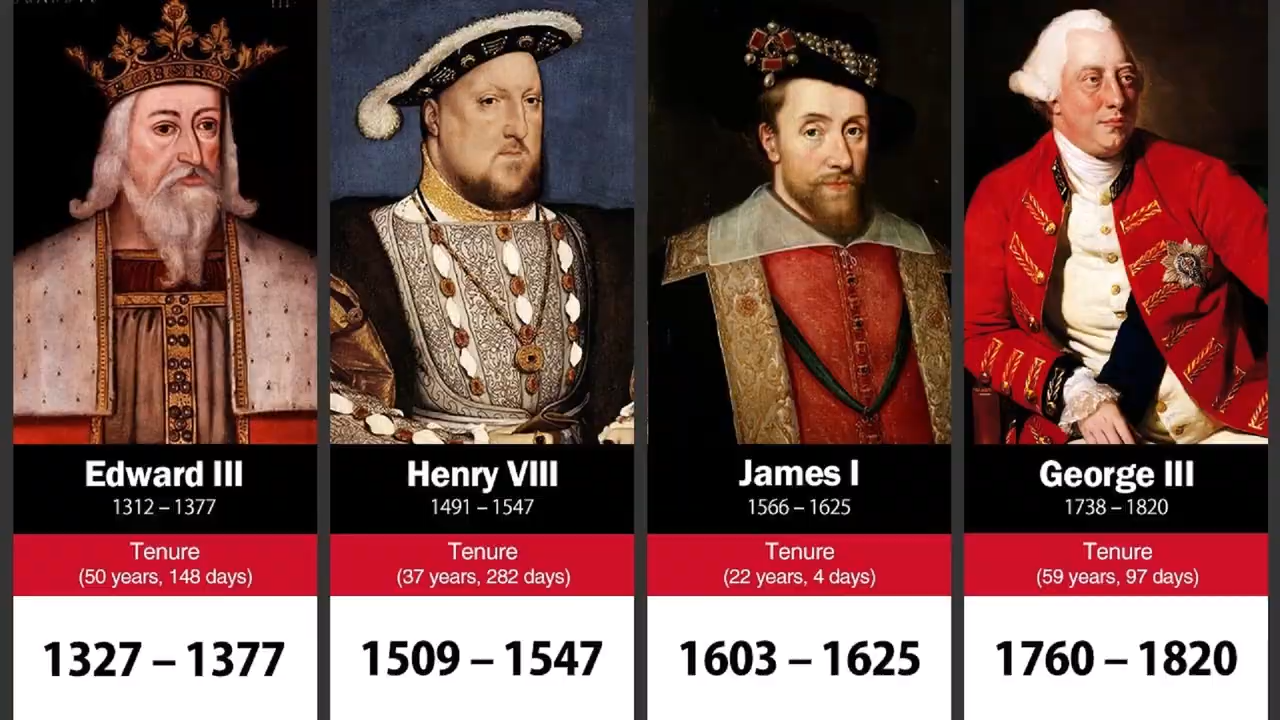 Edward III
1312 – 1377
Tenure
(50 years, 148 days)
1327 – 1377
Henry VIII
1491 – 1547
Tenure
(37 years, 282 days)
1509 – 1547
James I
1566 – 1625
Tenure
(22 years, 4 days)
1603 – 1625
George III
1738 – 1820
Tenure
(59 years, 97 days)
1760 – 1820